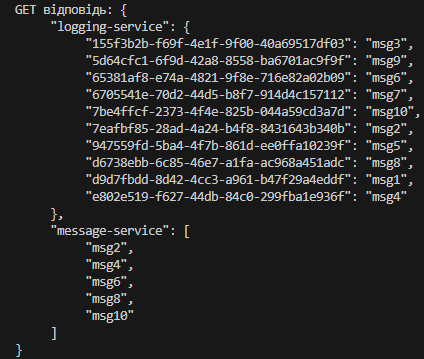 GET відповідь: {
"logging-service": {
"155f3b2b-f69f-4e1f-9f00-40a69517df03": "msg3",
"5d64cfc1-6f9d-42a8-8558-ba6701ac9f9f": "msg9",
"65381af8-e74a-4821-9f8e-716e82a02b09": "msg6",
"6705541e-70d2-44d5-b8f7-914d4c157112": "msg7",
"7be4ffcf-2373-4f4e-825b-044a59cd3a7d": "msg10",
"7eafbf85-28ad-4a24-b4f8-8431643b340b": "msg2",
"947559fd-5ba4-4f7b-861d-ee0ffa10239f": "msg5",
"d6738ebb-6c85-46e7-a1fa-ac968a451adc": "msg8",
"d9d7fbdd-8d42-4cc3-a961-b47f29a4eddf": "msg1",
"e802e519-f627-44db-84c0-299fba1e936f": "msg4"
},
"message-service": [
"msg2",
"msg4",
"msg6",
"msg8",
"msg10"
]
}